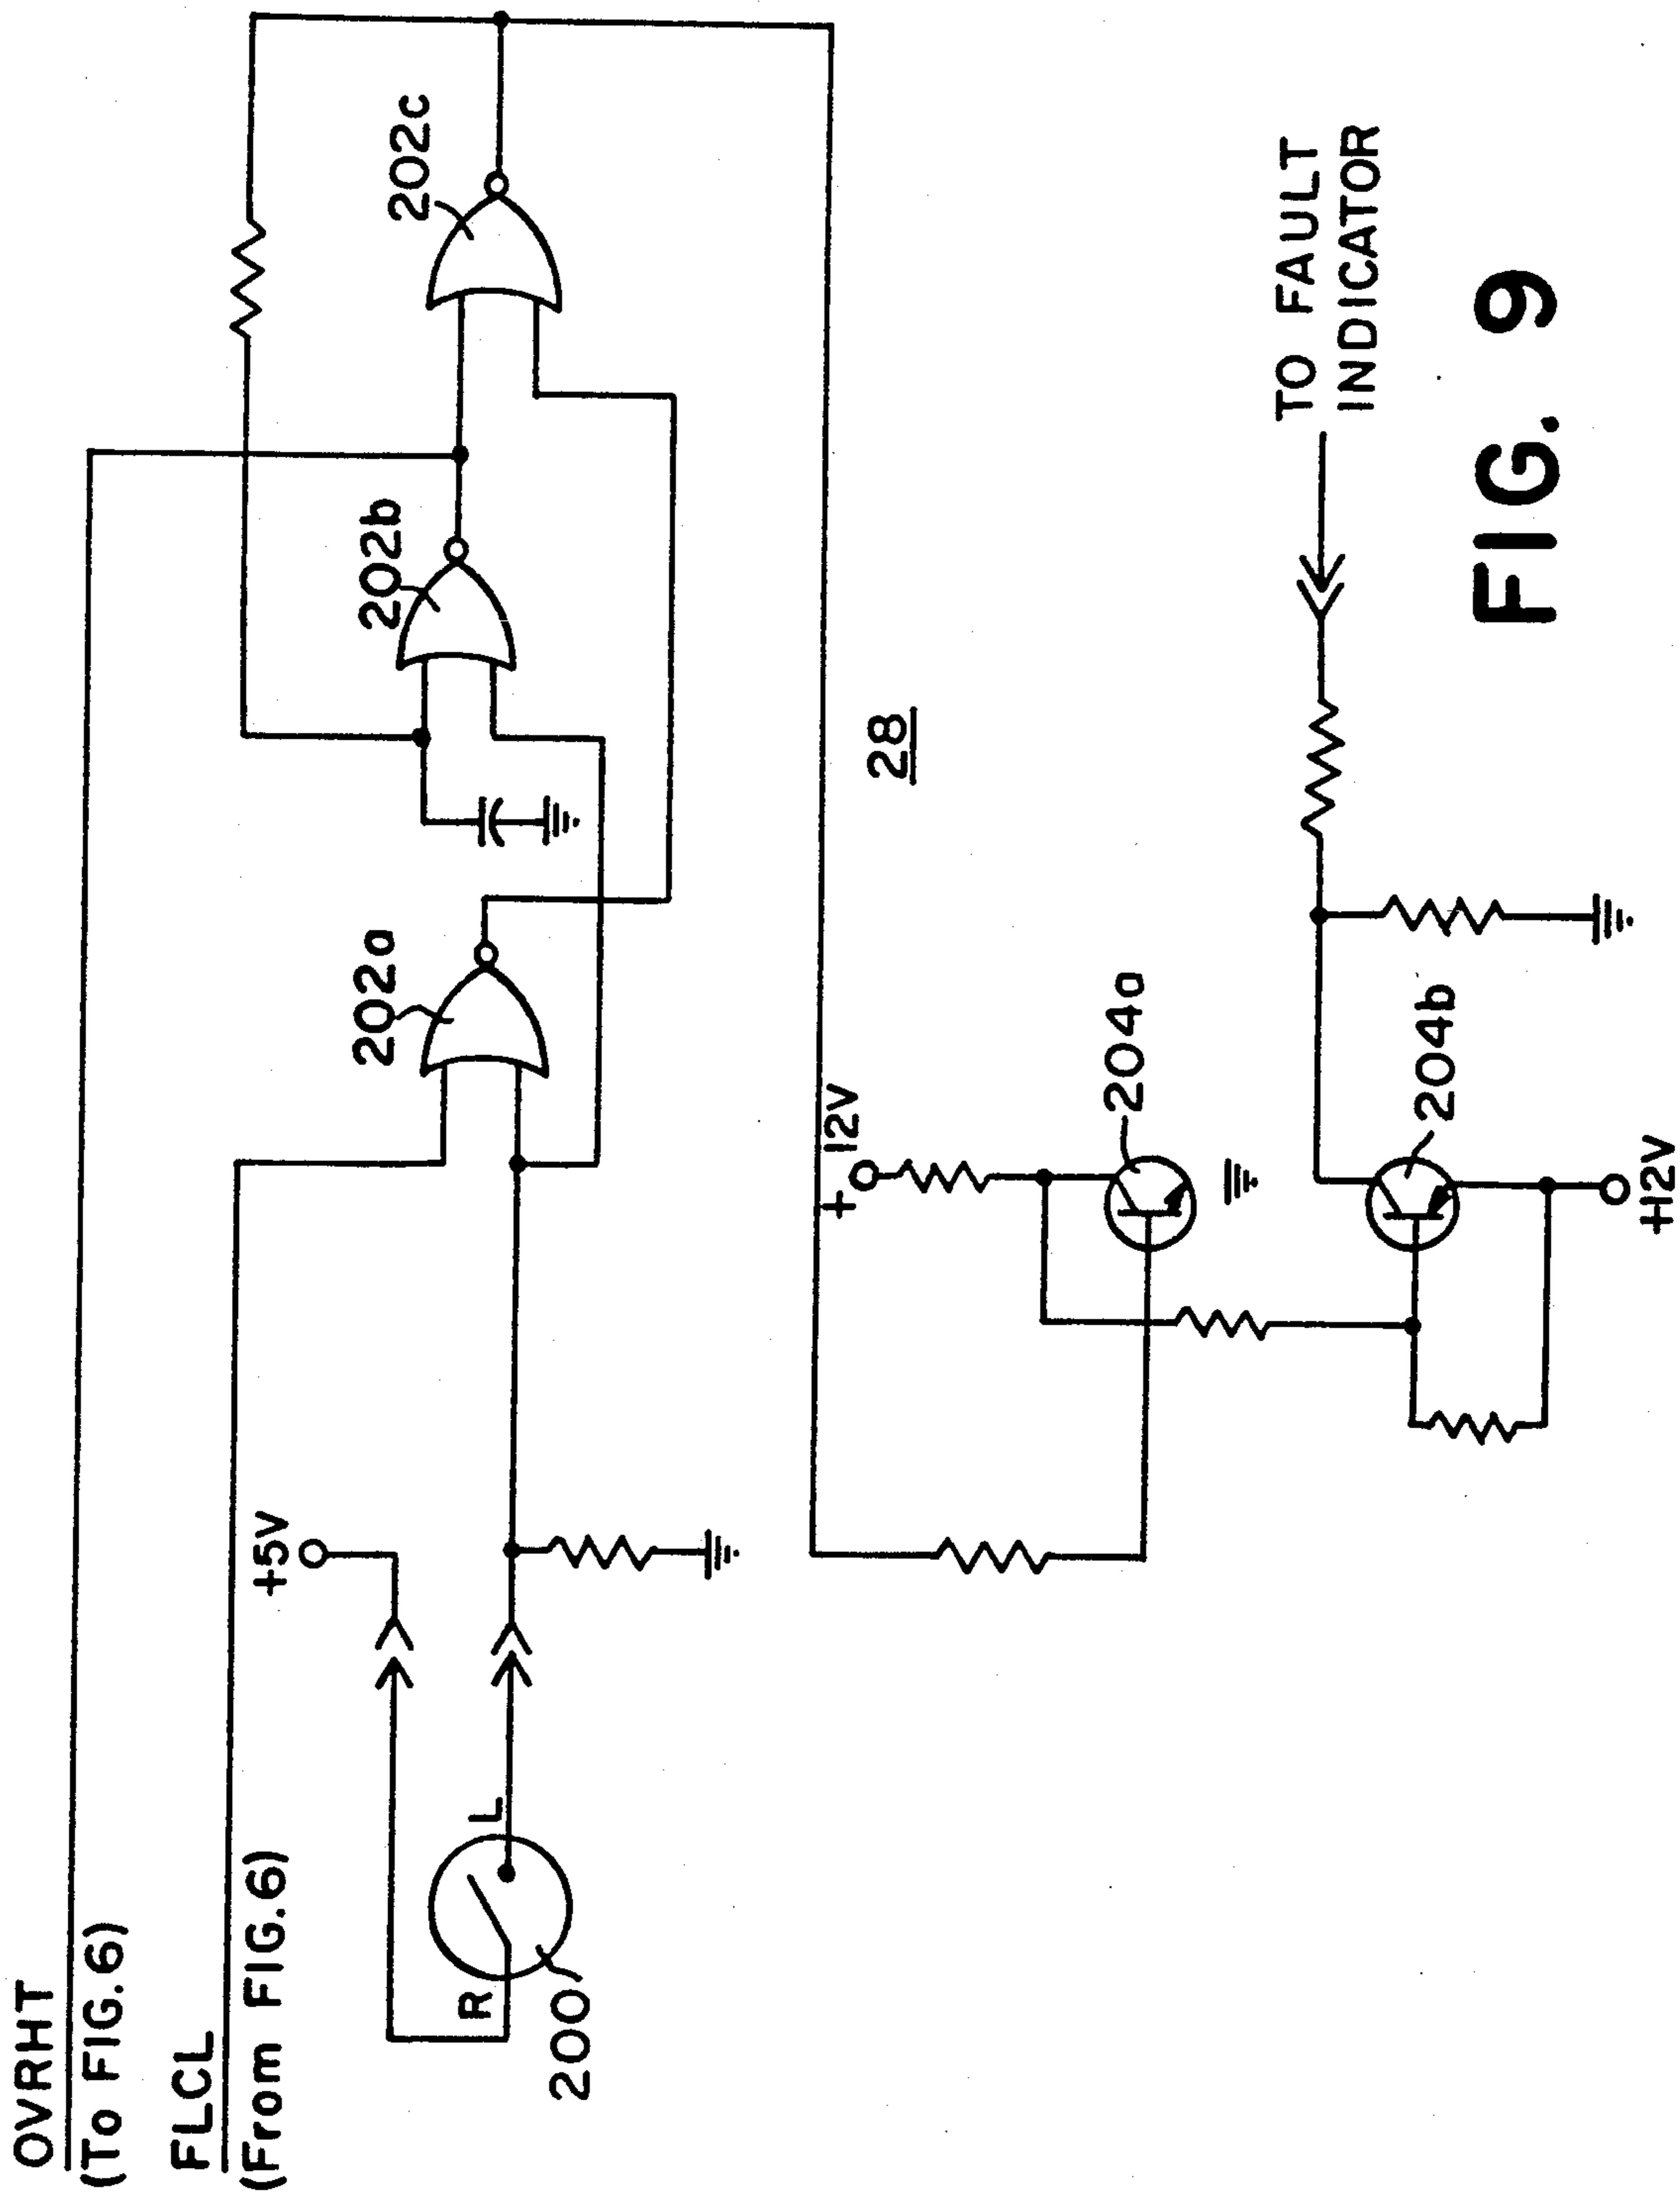 OVRHT
(To FIG.6)
FLCL
(From FIG.6)
+5V
R
L
200
202a
202b
202c
28
+12V
204a
204b
+12V
TO FAULT
INDICATOR
FIG. 9